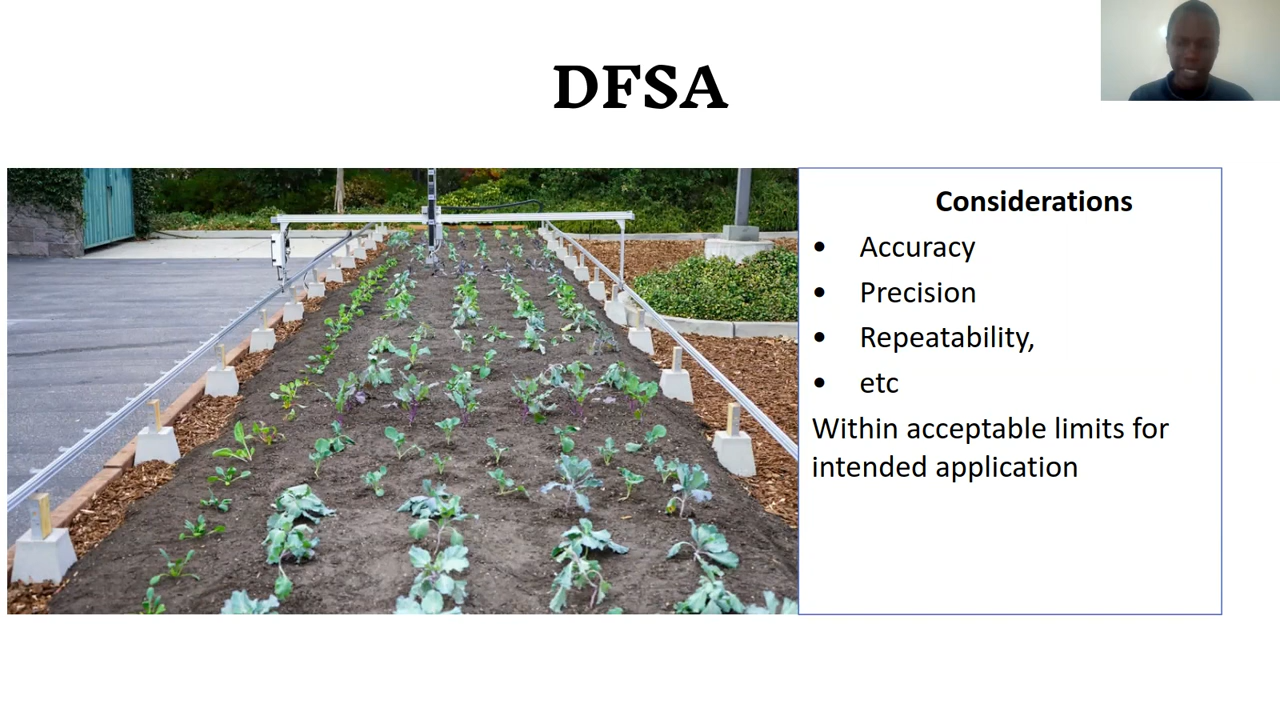 DFSA
Considerations
• Accuracy
• Precision
• Repeatability,
• etc
Within acceptable limits for
intended application